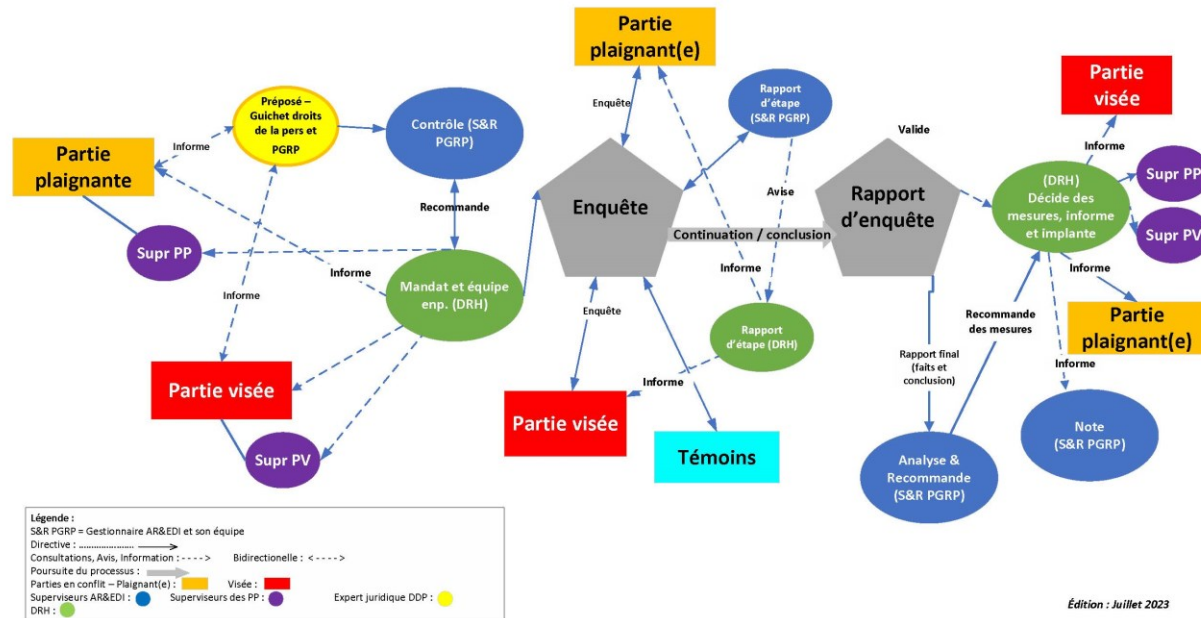 Partie
plaignante
Informe
Préposé –
Guichet droits
de la pers et
PGRP
Contrôle (S&R
PGRP)
Recommande
Supr PP
Informe
Informe
Mandat et équipe
enp. (DRH)
Partie visée
Supr PV
Partie
plaignant(e)
Enquête
Rapport
d'étape
(S&R PGRP)
Enquête
Avise
Continuation / conclusion
Informe
Enquête
Rapport
d'étape (DRH)
Informe
Partie visée
Témoins
Valide
Rapport
d'enquête
Rapport final
(faits et
conclusion)
Recommande
des mesures
Analyse &
Recommande
(S&R PGRP)
Partie
visée
Informe
(DRH)
Décide des
mesures, informe
et implante
Supr PP
Supr PV
Informe
Partie
plaignant(e)
Informe
Note
(S&R PGRP)
Légende :
S&R PGRP = Gestionnaire AR&EDI et son équipe
Directive : .....................
Consultations, Avis, Information : - - - - > Bidirectionelle : < - - - - >
Poursuite du processus :
Parties en conflit – Plaignant(e) : Visée :
Superviseurs AR&EDI : Superviseurs des PP : Expert juridique DDP :
DRH :
Édition : Juillet 2023